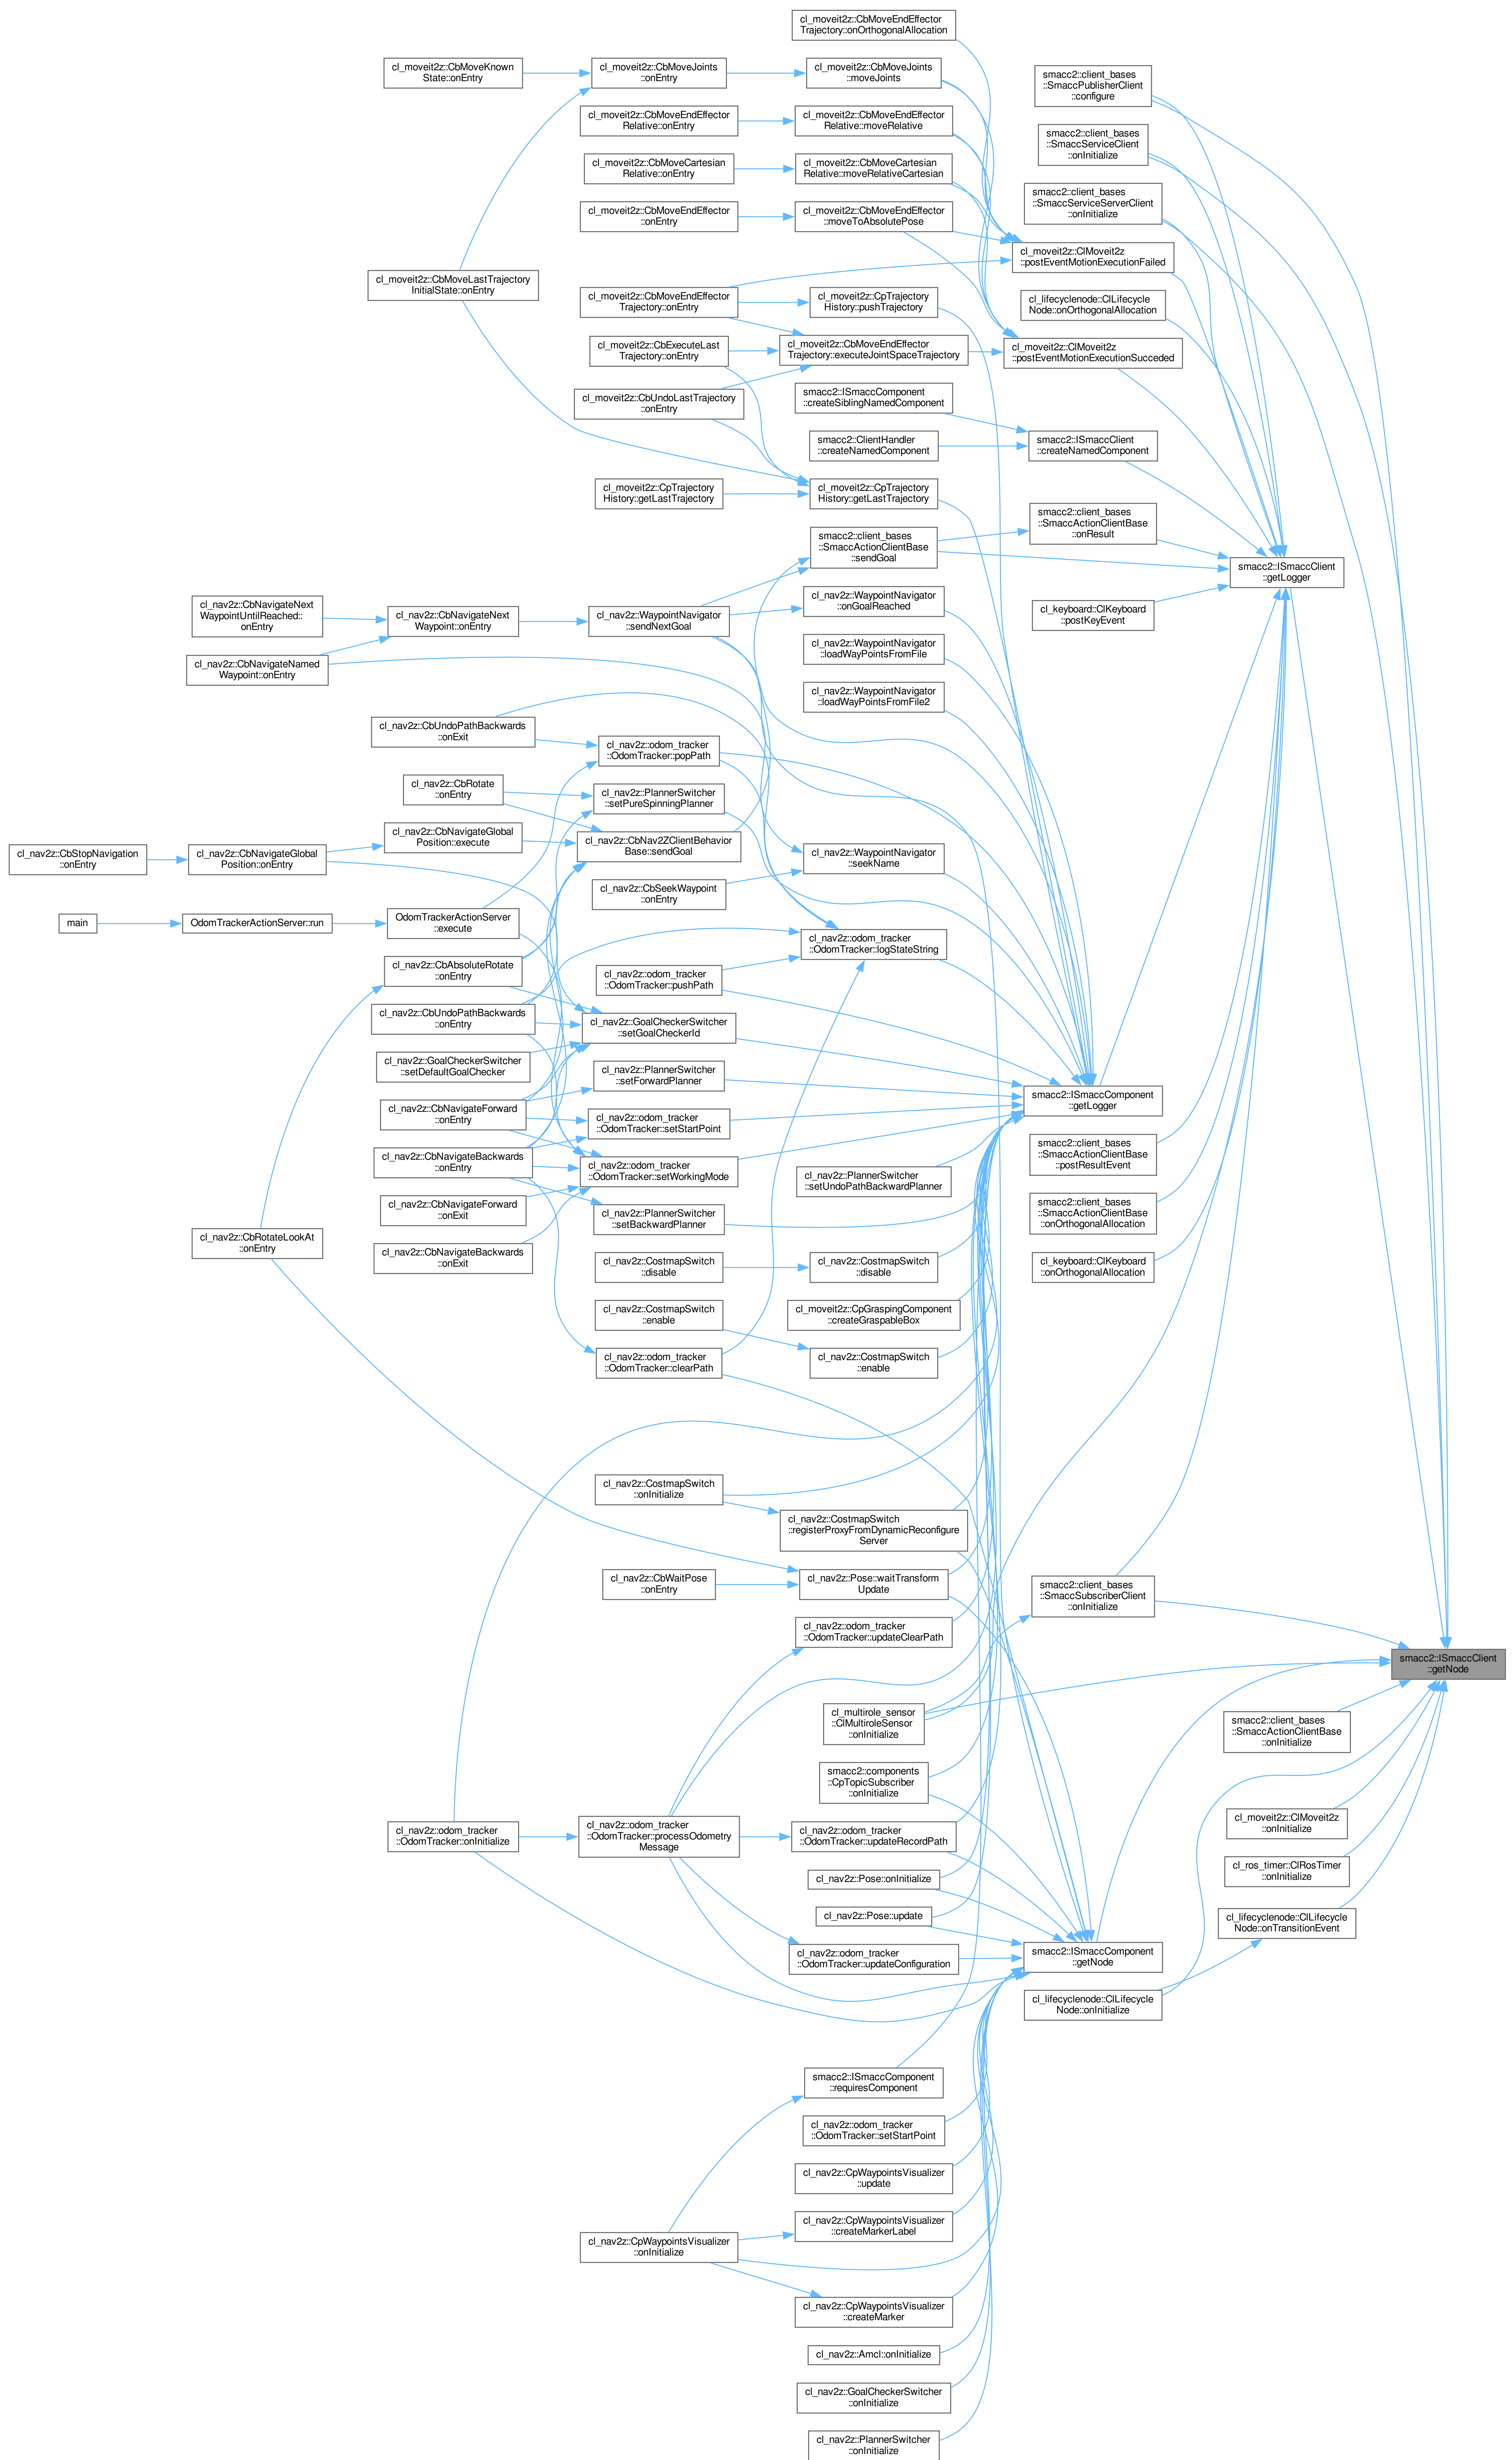 cl_moveit2z::CbMoveEndEffector
Trajectory::onOrthogonalAllocation
cl_moveit2z::CbMoveKnown
State::onEntry
cl_moveit2z::CbMoveJoints
::onEntry
cl_moveit2z::CbMoveJoints
::moveJoints
smacc2::client_bases
::SmaccPublisherClient
::configure
cl_moveit2z::CbMoveEndEffector
Relative::onEntry
cl_moveit2z::CbMoveEndEffector
Relative::moveRelative
smacc2::client_bases
::SmaccServiceClient
::onInitialize
cl_moveit2z::CbMoveCartesian
Relative::onEntry
cl_moveit2z::CbMoveCartesian
Relative::moveRelativeCartesian
smacc2::client_bases
::SmaccServiceServerClient
::onInitialize
cl_moveit2z::CbMoveEndEffector
::onEntry
cl_moveit2z::CbMoveEndEffector
::moveToAbsolutePose
cl_moveit2z::ClMoveit2z
::postEventMotionExecutionFailed
cl_moveit2z::CbMoveLastTrajectory
InitialState::onEntry
cl_moveit2z::CbMoveEndEffector
Trajectory::onEntry
cl_moveit2z::CpTrajectory
History::pushTrajectory
cl_lifecyclenode::ClLifecycle
Node::onOrthogonalAllocation
cl_moveit2z::CbExecuteLast
Trajectory::onEntry
cl_moveit2z::CbMoveEndEffector
Trajectory::executeJointSpaceTrajectory
cl_moveit2z::ClMoveit2z
::postEventMotionExecutionSucceded
cl_moveit2z::CbUndoLastTrajectory
::onEntry
smacc2::ISmaccComponent
::createSiblingNamedComponent
smacc2::ClientHandler
::createNamedComponent
smacc2::ISmaccClient
::createNamedComponent
cl_moveit2z::CpTrajectory
History::getLastTrajectory
cl_moveit2z::CpTrajectory
History::getLastTrajectory
smacc2::client_bases
::SmaccActionClientBase
::onResult
smacc2::client_bases
::SmaccActionClientBase
::sendGoal
smacc2::ISmaccClient
::getLogger
cl_nav2z::CbNavigateNext
WaypointUntilReached::
onEntry
cl_nav2z::CbNavigateNext
Waypoint::onEntry
cl_nav2z::WaypointNavigator
::sendNextGoal
cl_nav2z::WaypointNavigator
::onGoalReached
cl_keyboard::ClKeyboard
::postKeyEvent
cl_nav2z::CbNavigateNamed
Waypoint::onEntry
cl_nav2z::WaypointNavigator
::loadWayPointsFromFile
cl_nav2z::WaypointNavigator
::loadWayPointsFromFile2
cl_nav2z::CbUndoPathBackwards
::onExit
cl_nav2z::odom_tracker
::OdomTracker::popPath
cl_nav2z::CbRotate
::onEntry
cl_nav2z::PlannerSwitcher
::setPureSpinningPlanner
cl_nav2z::CbStopNavigation
::onEntry
cl_nav2z::CbNavigateGlobal
Position::onEntry
cl_nav2z::CbNavigateGlobal
Position::execute
cl_nav2z::CbNav2ZClientBehavior
Base::sendGoal
cl_nav2z::WaypointNavigator
::seekName
cl_nav2z::CbSeekWaypoint
::onEntry
main
OdomTrackerActionServer::run
OdomTrackerActionServer
::execute
cl_nav2z::odom_tracker
::OdomTracker::logStateString
cl_nav2z::CbAbsoluteRotate
::onEntry
cl_nav2z::odom_tracker
::OdomTracker::pushPath
cl_nav2z::CbUndoPathBackwards
::onEntry
cl_nav2z::GoalCheckerSwitcher
::setGoalCheckerId
cl_nav2z::GoalCheckerSwitcher
::setDefaultGoalChecker
cl_nav2z::PlannerSwitcher
::setForwardPlanner
smacc2::ISmaccComponent
::getLogger
cl_nav2z::CbNavigateForward
::onEntry
cl_nav2z::odom_tracker
::OdomTracker::setStartPoint
cl_nav2z::CbNavigateBackwards
::onEntry
cl_nav2z::odom_tracker
::OdomTracker::setWorkingMode
cl_nav2z::PlannerSwitcher
::setUndoPathBackwardPlanner
smacc2::client_bases
::SmaccActionClientBase
::postResultEvent
cl_nav2z::CbNavigateForward
::onExit
cl_nav2z::PlannerSwitcher
::setBackwardPlanner
smacc2::client_bases
::SmaccActionClientBase
::onOrthogonalAllocation
cl_nav2z::CbRotateLookAt
::onEntry
cl_nav2z::CbNavigateBackwards
::onExit
cl_nav2z::CostmapSwitch
::disable
cl_nav2z::CostmapSwitch
::disable
cl_keyboard::ClKeyboard
::onOrthogonalAllocation
cl_nav2z::CostmapSwitch
::enable
cl_moveit2z::CpGraspingComponent
::createGraspableBox
cl_nav2z::odom_tracker
::OdomTracker::clearPath
cl_nav2z::CostmapSwitch
::enable
cl_nav2z::CostmapSwitch
::onInitialize
cl_nav2z::CostmapSwitch
::registerProxyFromDynamicReconfigure
Server
cl_nav2z::CbWaitPose
::onEntry
cl_nav2z::Pose::waitTransform
Update
smacc2::client_bases
::SmaccSubscriberClient
::onInitialize
cl_nav2z::odom_tracker
::OdomTracker::updateClearPath
smacc2::ISmaccClient
::getNode
cl_multirole_sensor
::ClMultiroleSensor
::onInitialize
smacc2::client_bases
::SmaccActionClientBase
::onInitialize
smacc2::components
::CpTopicSubscriber
::onInitialize
cl_nav2z::odom_tracker
::OdomTracker::onInitialize
cl_nav2z::odom_tracker
::OdomTracker::processOdometry
Message
cl_nav2z::odom_tracker
::OdomTracker::updateRecordPath
cl_moveit2z::ClMoveit2z
::onInitialize
cl_nav2z::Pose::onInitialize
cl_ros_timer::ClRosTimer
::onInitialize
cl_nav2z::Pose::update
cl_lifecyclenode::ClLifecycle
Node::onTransitionEvent
cl_nav2z::odom_tracker
::OdomTracker::updateConfiguration
smacc2::ISmaccComponent
::getNode
cl_lifecyclenode::ClLifecycle
Node::onInitialize
smacc2::ISmaccComponent
::requiresComponent
cl_nav2z::odom_tracker
::OdomTracker::setStartPoint
cl_nav2z::CpWaypointsVisualizer
::update
cl_nav2z::CpWaypointsVisualizer
::onInitialize
cl_nav2z::CpWaypointsVisualizer
::createMarkerLabel
cl_nav2z::CpWaypointsVisualizer
::createMarker
cl_nav2z::Amcl::onInitialize
cl_nav2z::GoalCheckerSwitcher
::onInitialize
cl_nav2z::PlannerSwitcher
::onInitialize